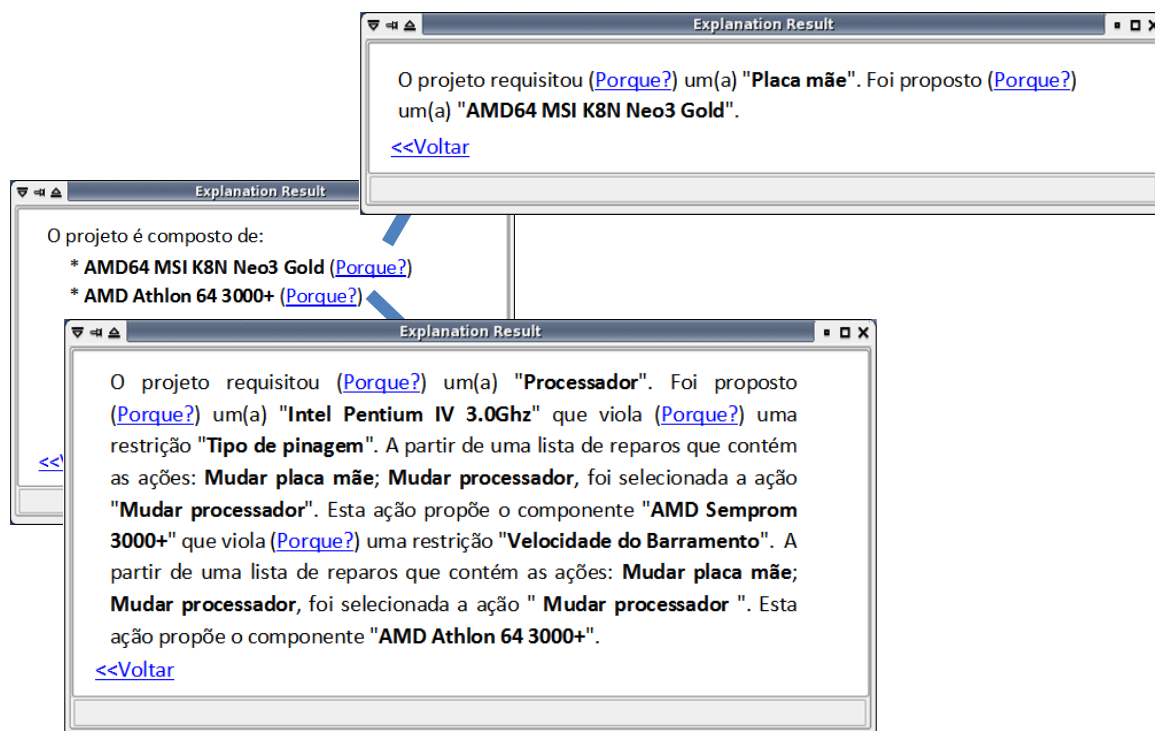 Explanation Result
O projeto requisitou (Porque?) um(a) "Placa mãe". Foi proposto (Porque?)
um(a) "AMD64 MSI K8N Neo3 Gold".
<<Voltar
Explanation Result
O projeto é composto de:
* AMD64 MSI K8N Neo3 Gold (Porque?)
* AMD Athlon 64 3000+ (Porque?)
<<V
Explanation Result
O projeto requisitou (Porque?) um(a) "Processador". Foi proposto
(Porque?) um(a) "Intel Pentium IV 3.0Ghz" que viola (Porque?) uma
restrição "Tipo de pinagem". A partir de uma lista de reparos que contém
as ações: Mudar placa mãe; Mudar processador, foi selecionada a ação
"Mudar processador". Esta ação propõe o componente "AMD Semprom
3000+" que viola (Porque?) uma restrição "Velocidade do Barramento". A
partir de uma lista de reparos que contém as ações: Mudar placa mãe;
Mudar processador, foi selecionada a ação " Mudar processador ". Esta
ação propõe o componente "AMD Athlon 64 3000+".
<<Voltar